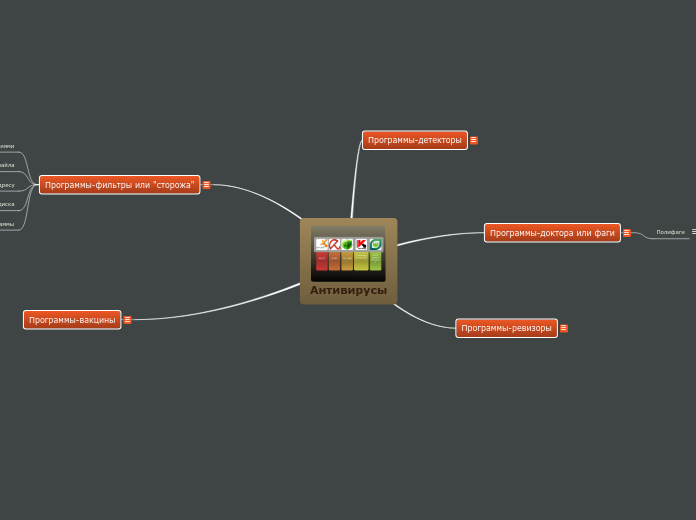 Программы-детекторы
Программы-фильтры или "сторожа"
Программы-доктора или фаги
Полифаги
Антивирусы
Программы-вакцины
Программы-ревизоры